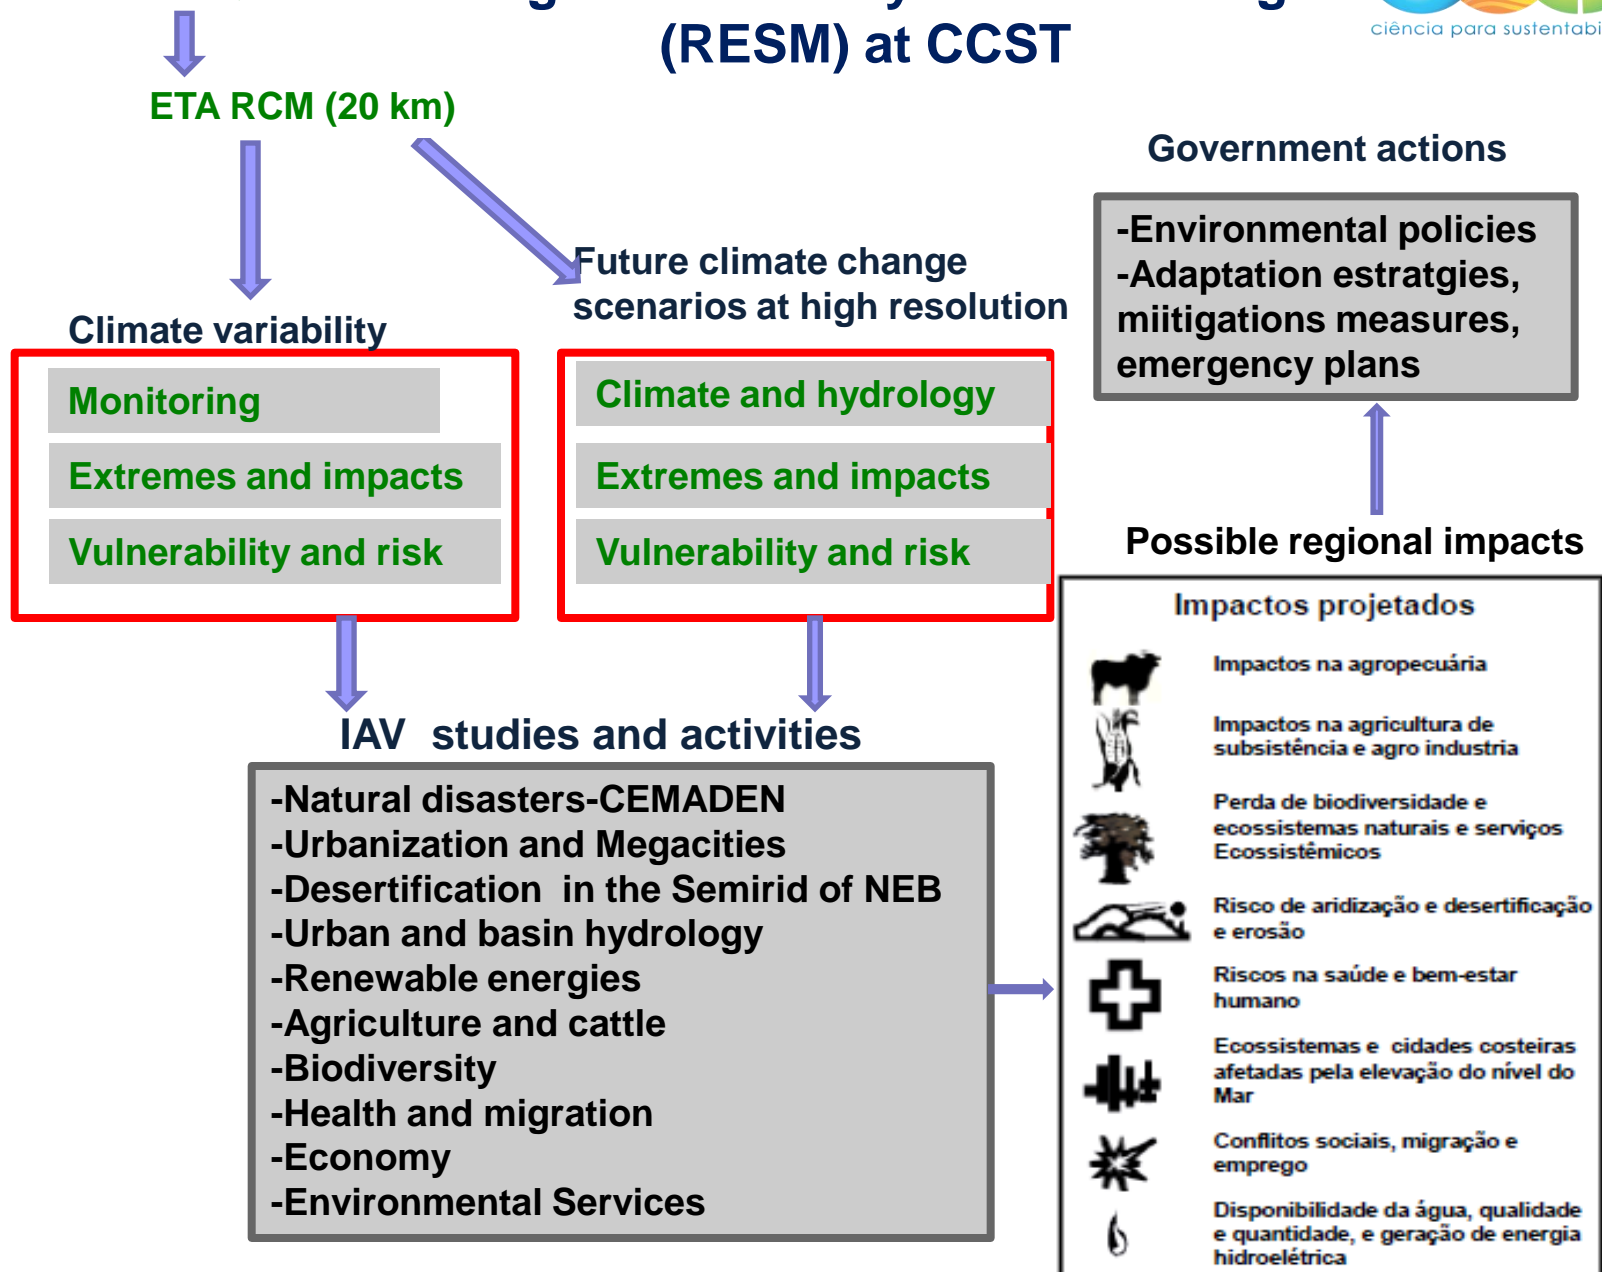 (RESM) at CCST
ciência para
ETA RCM (20 km)
Government actions
-Environmental policies
-Adaptation estratgies,
miitigations measures,
emergency plans
Future climate change
scenarios at high resolution
Climate variability
Monitoring
Extremes and impacts
Vulnerability and risk
Climate and hydrology
Extremes and impacts
Vulnerability and risk
Possible regional impacts
IAV studies and activities
-Natural disasters-CEMADEN
-Urbanization and Megacities
-Desertification in the Semirid of NEB
-Urban and basin hydrology
-Renewable energies
-Agriculture and cattle
-Biodiversity
-Health and migration
-Economy
-Environmental Services
Impactos projetados
Impactos na agropecuária
Impactos na agricultura de
subsistência e agro industria
Perda de biodiversidade e
ecossistemas naturais e serviços
Ecossistêmicos
Risco de aridização e desertificação
e erosão
Riscos na saúde e bem-estar
humano
Ecossistemas e cidades costeiras
afetadas pela elevação do nível do
Mar
Conflitos sociais, migração e
emprego
Disponibilidade da água, qualidade
e quantidade, e geração de energia
hidroelétrica